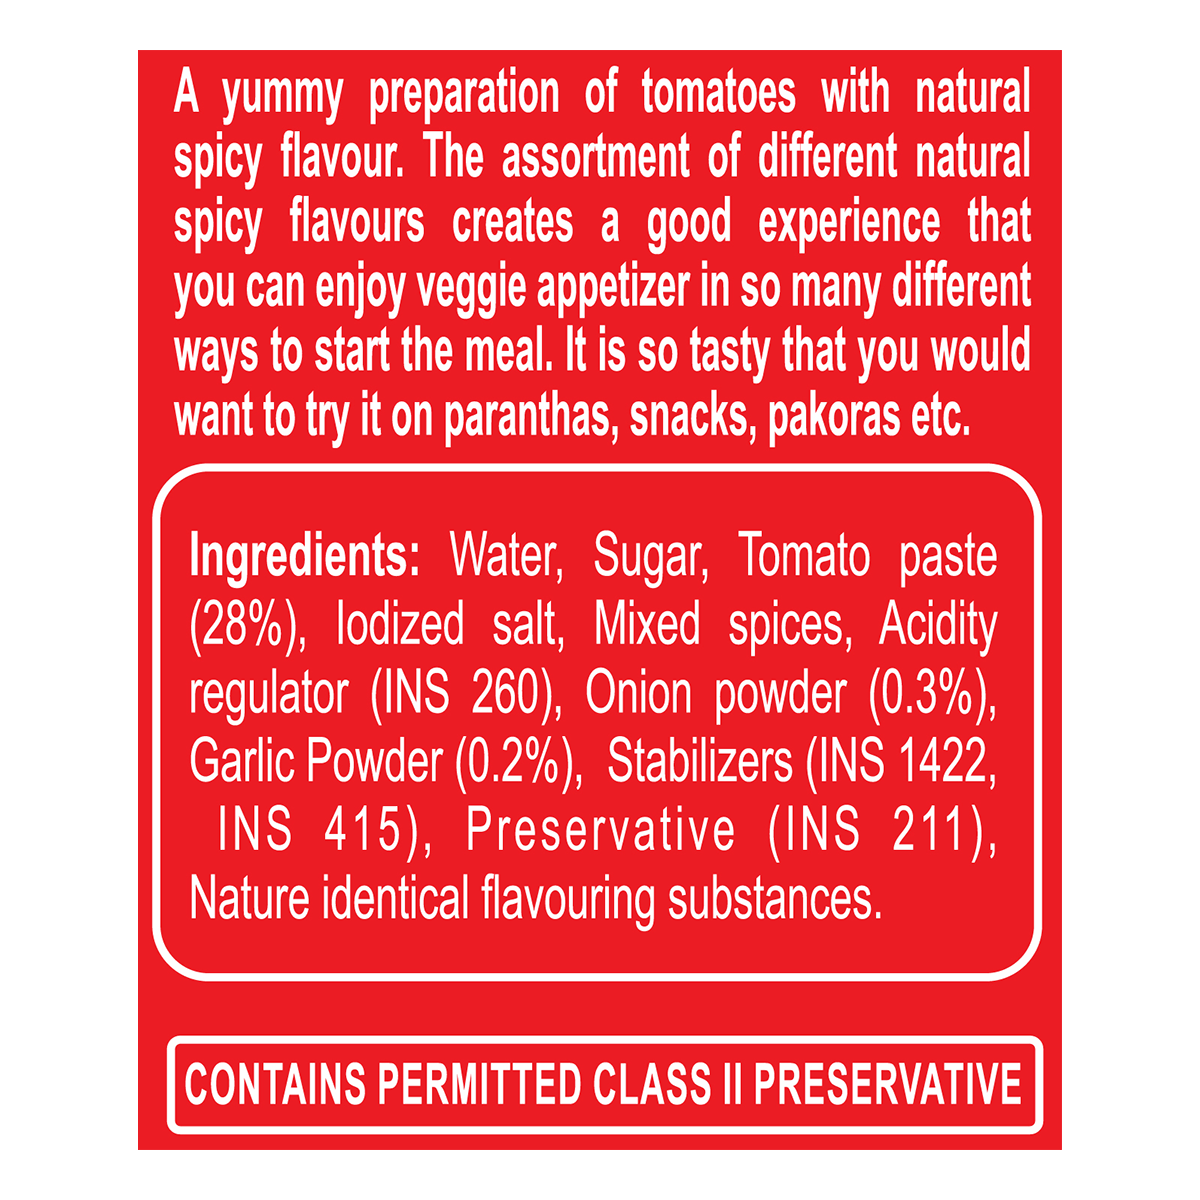 A yummy preparation of tomatoes with natural
spicy flavour. The assortment of different natural
spicy flavours creates a good experience that
you can enjoy veggie appetizer in so many different
ways to start the meal. It is so tasty that you would
want to try it on paranthas, snacks, pakoras etc.
Ingredients: Water, Sugar, Tomato paste
(28%), Iodized salt, Mixed spices, Acidity
regulator (INS 260), Onion powder (0.3%),
Garlic Powder (0.2%), Stabilizers (INS 1422,
INS 415), Preservative (INS 211),
Nature identical flavouring substances.
CONTAINS PERMITTED CLASS II PRESERVATIVE